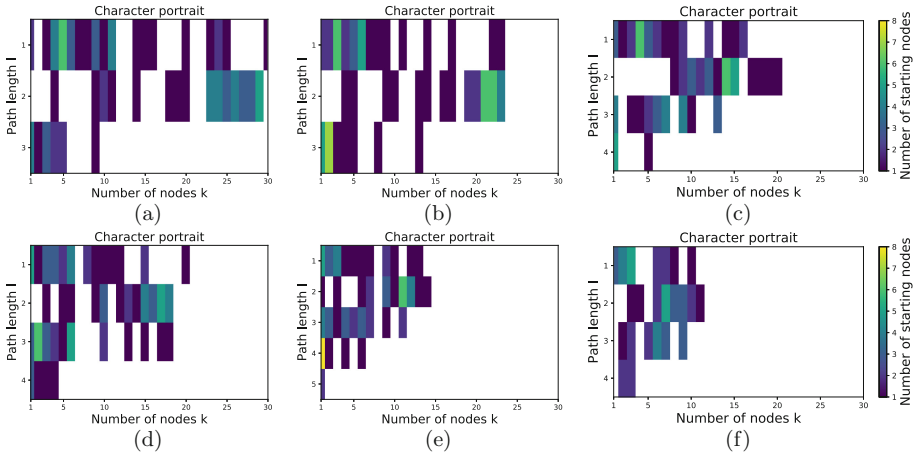 Character portrait
Path length l
1
2
3
1 5 10 15 20 25 30
Number of nodes k
(a)
Character portrait
Path length l
1
2
3
1 5 10 15 20 25 30
Number of nodes k
(b)
Character portrait
Path length l
1
2
3
4
1 5 10 15 20 25 30
Number of nodes k
(c)
8
7
6
5
4
3
2
1
Number of starting nodes
Character portrait
Path length l
1
2
3
4
1 5 10 15 20 25 30
Number of nodes k
(d)
Character portrait
Path length l
1
2
3
4
5
1 5 10 15 20 25 30
Number of nodes k
(e)
Character portrait
Path length l
1
2
3
4
1 5 10 15 20 25 30
Number of nodes k
(f)
8
7
6
5
4
3
2
1
Number of starting nodes